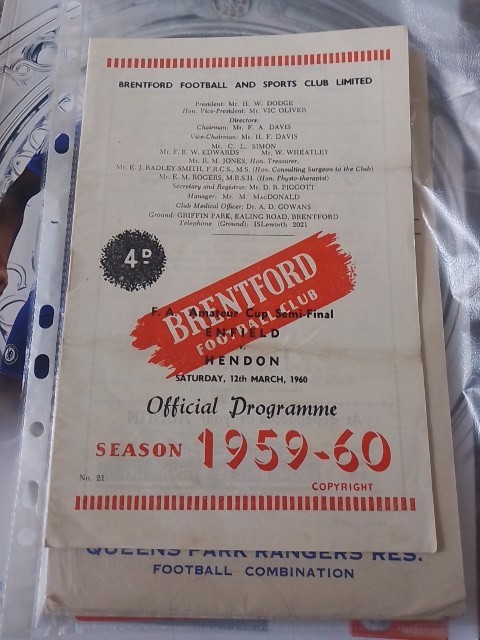 BRENTFORD FOOTBALL AND SPORTS CLUB LIMITED
President: Mr. H. W. DODGE
Hon. Vice-President: Mr. VIC OLIVER
Directors:
Chairman: Mr. F. A. DAVIS
Vice-Chairman: Mr. H. F. DAVIS
Mr. C. L. SIMON
Mr. F. E. W. EDWARDS Mr. W. WHEATLEY
Mr. B. M. JONES, Hon. Treasurer.
Mr. E. J. RADLEY-SMITH, F.R.C.S., M.S. (Hon. Consulting Surgeon to the Club)
Mr. E. M. ROGERS, M.B.S.H. (Hon. Physio-therapist)
Secretary and Registrar: Mr. D. R. PIGGOTT
Manager: Mr. M. MacDONALD
Club Medical Officer: Dr. A. D. GOWANS
Ground: GRIFFIN PARK, EALING ROAD, BRENTFORD
Telephone (Ground): ISLeworth 2021
4D
BRENTFORD
FOOTBALL CLUB
F. A. Amateur Cup Semi-Final
ENFIELD
v
HENDON
SATURDAY, 12th MARCH, 1960
Official Programme
SEASON 1959-60
No. 21
COPYRIGHT
QUEENS PARK RANGERS RES.
FOOTBALL COMBINATION